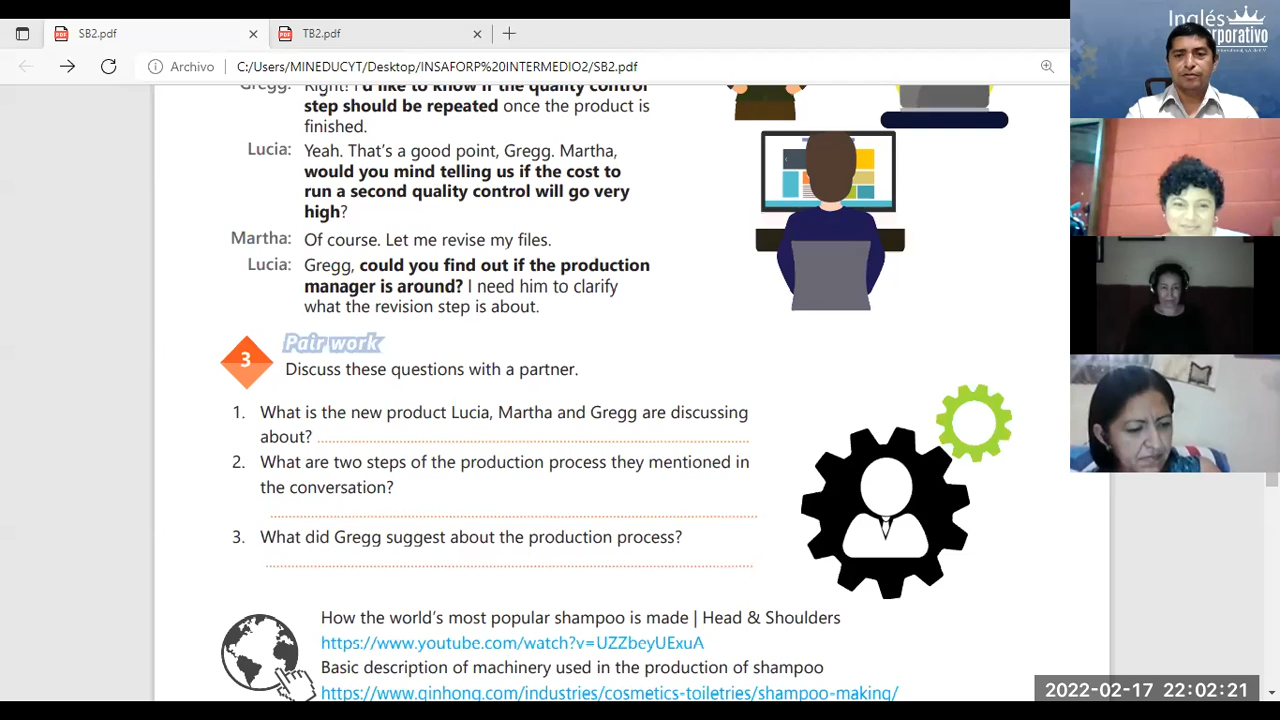 SB2.pdf
TB2.pdf
Archivo
C:/Users/MINEDUCYT/Desktop/INSAFORP%20INTERMEDIO2/SB2.pdf
Inglés
Corporativo
Gregg: Right! I'd like to know if the quality control
step should be repeated once the product is
finished.
Lucia: Yeah. That's a good point, Gregg. Martha,
would you mind telling us if the cost to
run a second quality control will go very
high?
Martha: Of course. Let me revise my files.
Lucia: Gregg, could you find out if the production
manager is around? I need him to clarify
what the revision step is about.
3
Pair work
Discuss these questions with a partner.
1. What is the new product Lucia, Martha and Gregg are discussing
about?
2. What are two steps of the production process they mentioned in
the conversation?
3. What did Gregg suggest about the production process?
How the world's most popular shampoo is made | Head & Shoulders
https://www.youtube.com/watch?v=UZZbeyUExuA
Basic description of machinery used in the production of shampoo
https://www.qinhong.com/industries/cosmetics-toiletries/shampoo-making/
2022-02-17 22:02:21